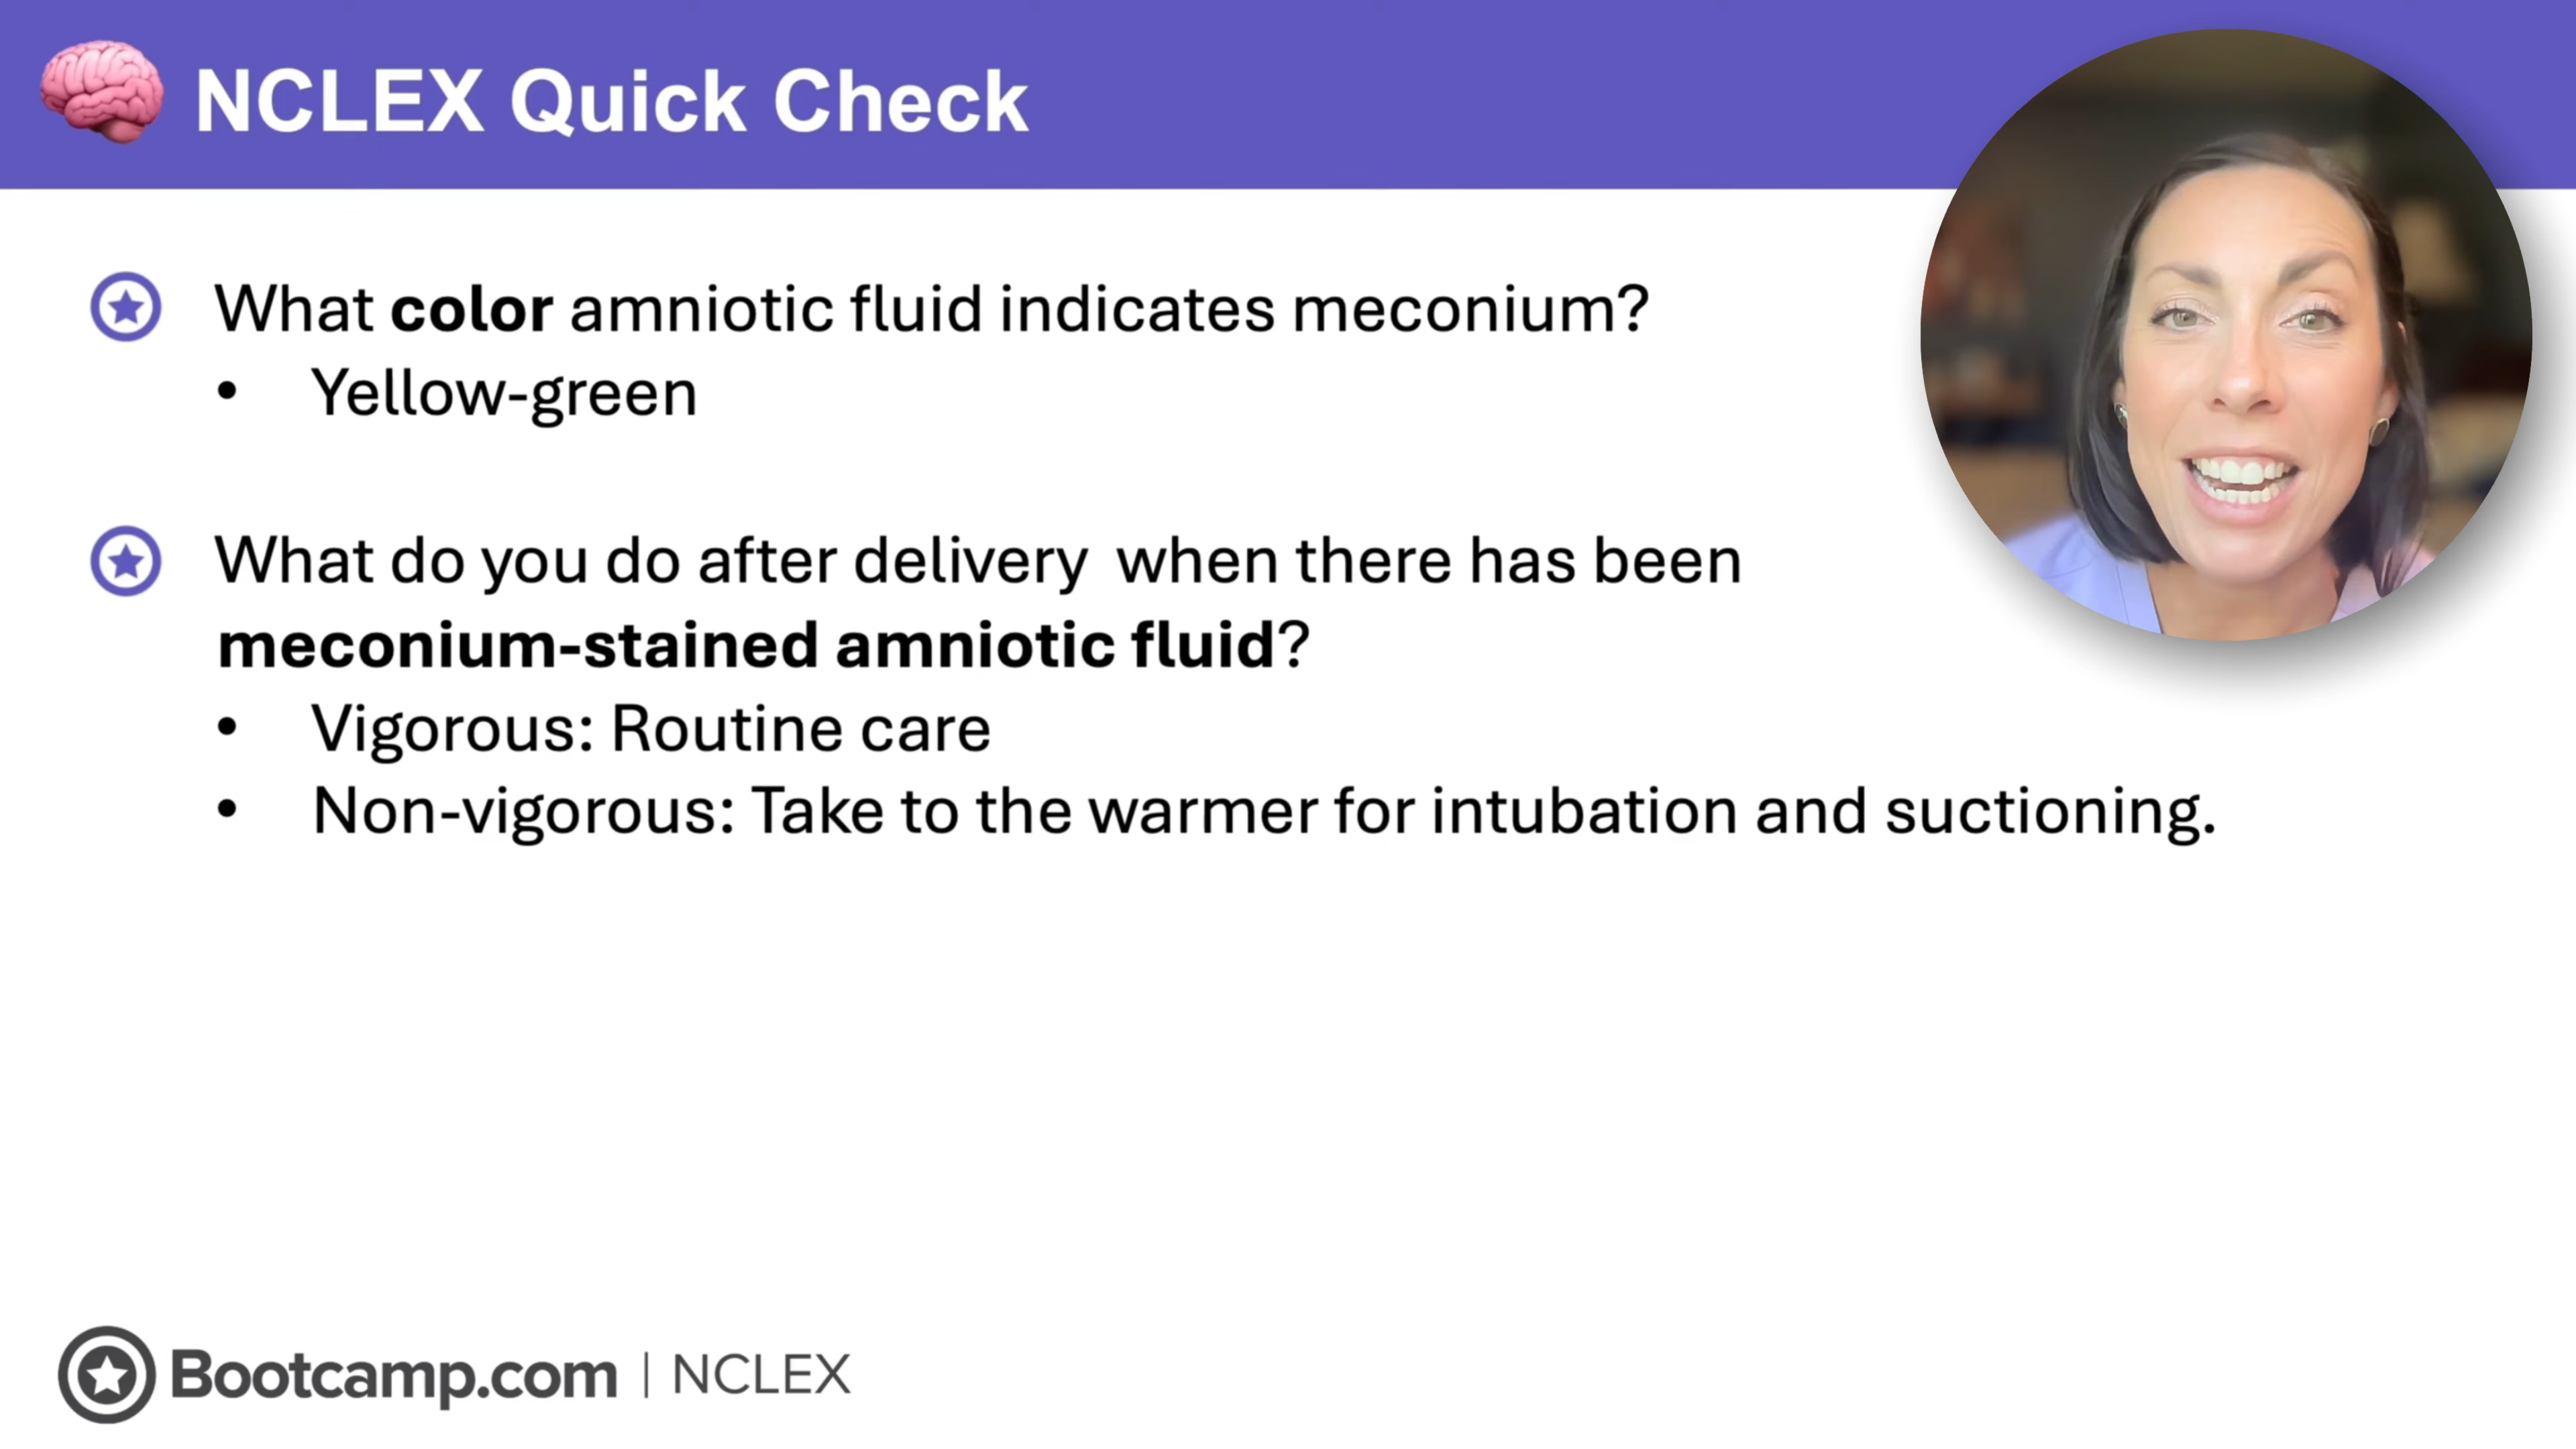 NCLEX Quick Check
What color amniotic fluid indicates meconium?
• Yellow-green
What do you do after delivery when there has been
meconium-stained amniotic fluid?
• Vigorous: Routine care
• Non-vigorous: Take to the warmer for intubation and suctioning.
Bootcamp.com | NCLEX